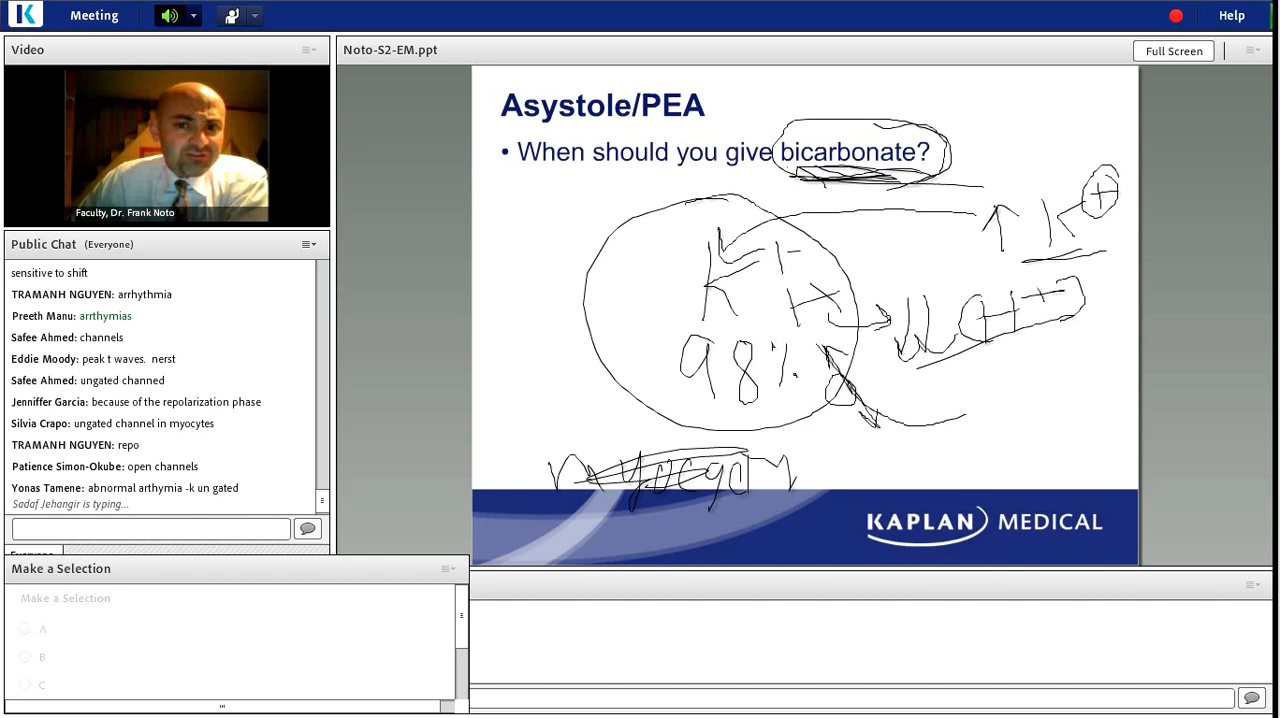 Meeting
Help
Video
Noto-S2-EM.ppt
Full Screen
Faculty, Dr. Frank Noto
Public Chat (Everyone)
sensitive to shift
TRAMANH NGUYEN: arrhythmia
Preeth Manu: arrthymias
Safee Ahmed: channels
Eddie Moody: peak t waves. nerst
Safee Ahmed: ungated channed
Jenniffer Garcia: because of the repolarization phase
Silvia Crapo: ungated channel in myocytes
TRAMANH NGUYEN: repo
Patience Simon-Okube: open channels
Yonas Tamene: abnormal arthymia -k un gated
Sadaf Jehangir is typing...
Everyone
Make a Selection
Make a Selection
A
B
C
Asystole/PEA
• When should you give bicarbonate?
↑ K+
K+
98%
KAPLAN MEDICAL